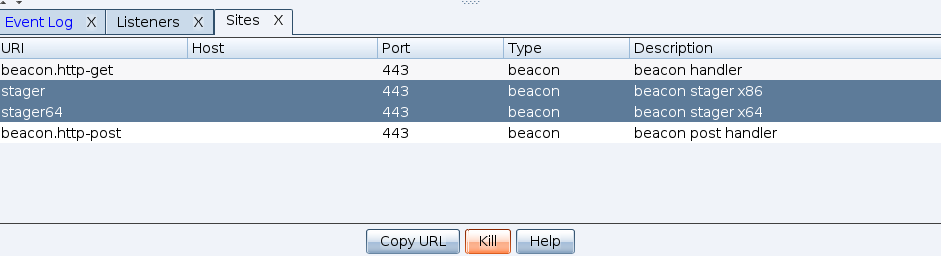 Event Log X Listeners X Sites X
URI Host Port Type Description
beacon.http-get 443 beacon beacon handler
stager 443 beacon beacon stager x86
stager64 443 beacon beacon stager x64
beacon.http-post 443 beacon beacon post handler
Copy URL Kill Help